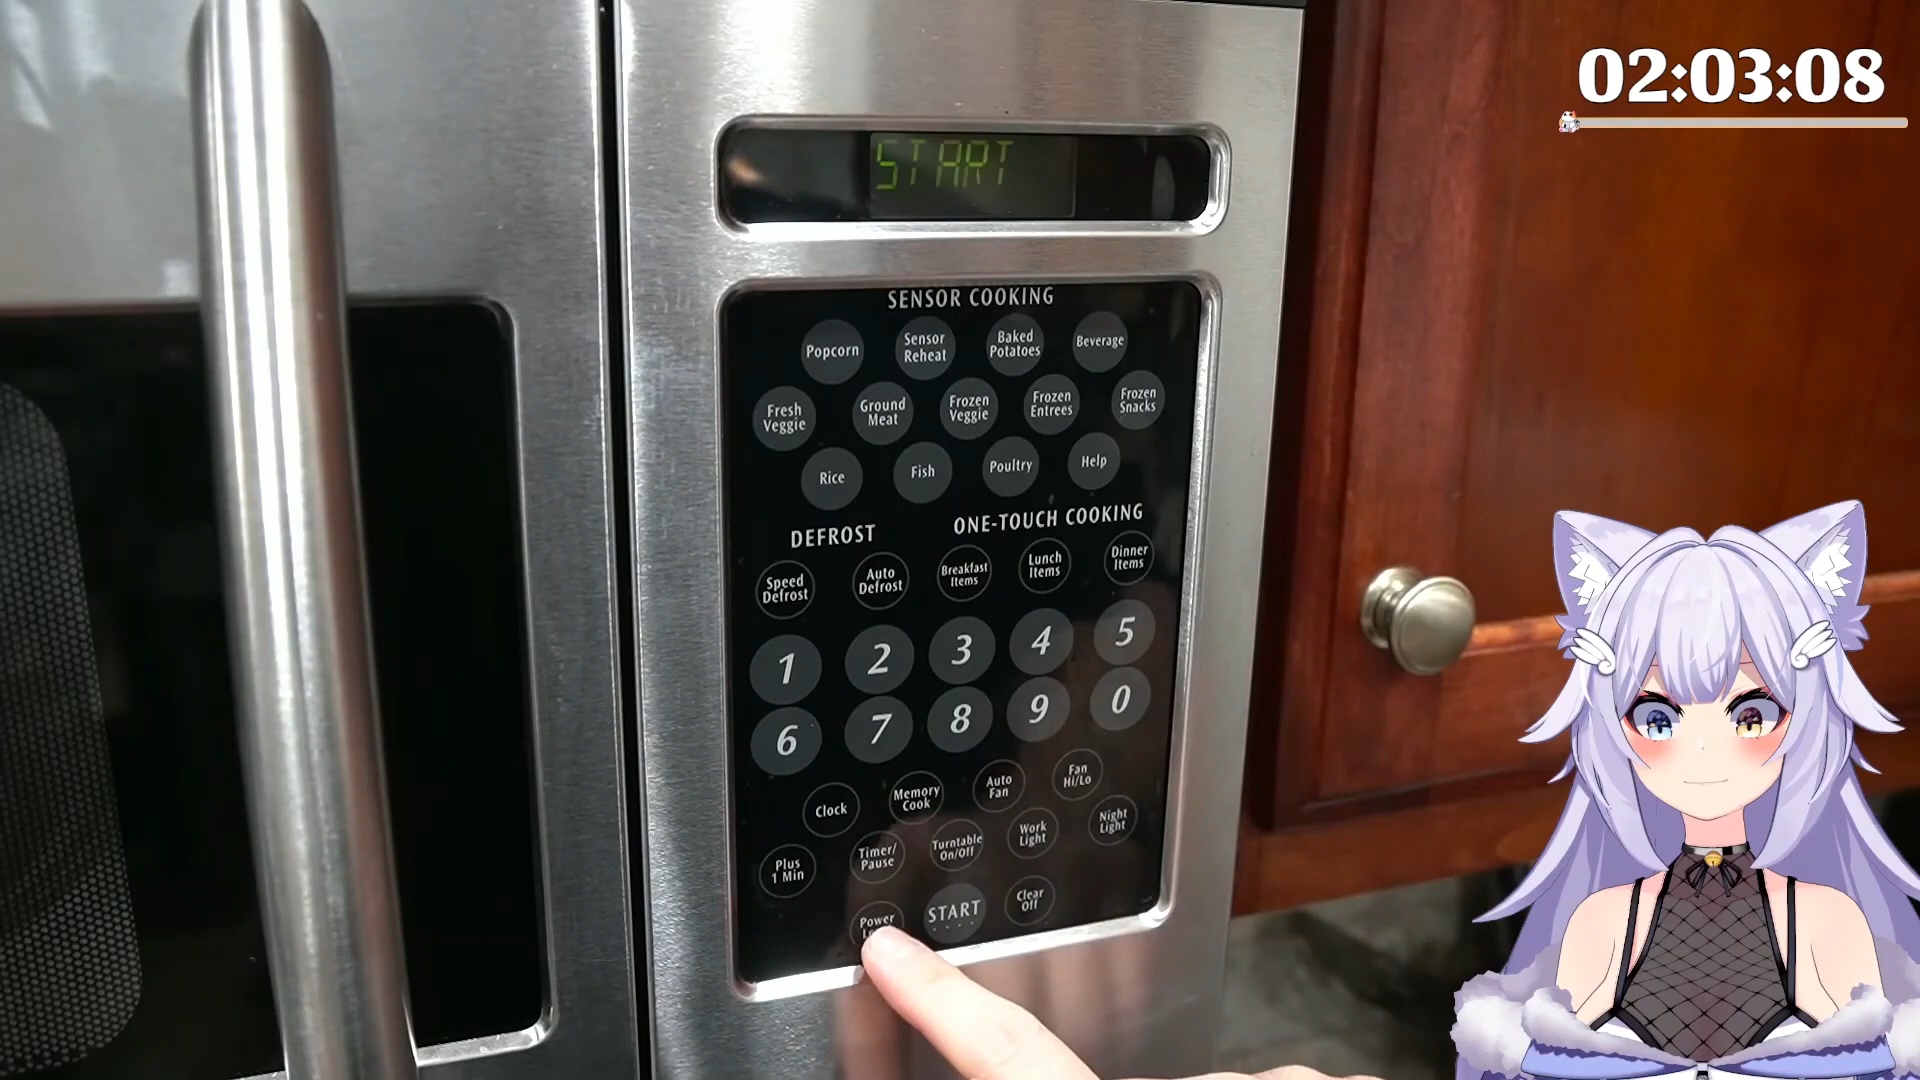 02:03:08
START
SENSOR COOKING
Popcorn
Sensor
Reheat
Baked
Potatoes
Beverage
Fresh
Veggie
Ground
Meat
Frozen
Veggie
Frozen
Entrees
Frozen
Snacks
Rice
Fish
Poultry
Help
DEFROST
ONE-TOUCH COOKING
Speed
Defrost
Auto
Defrost
Breakfast
Items
Lunch
Items
Dinner
Items
1 2 3 4 5
6 7 8 9 0
Clock
Memory
Cook
Auto
Fan
Fan
Hi/Lo
Plus
1 Min
Timer/
Pause
Turntable
On/Off
Work
Light
Night
Light
Power
START
Clear
Off